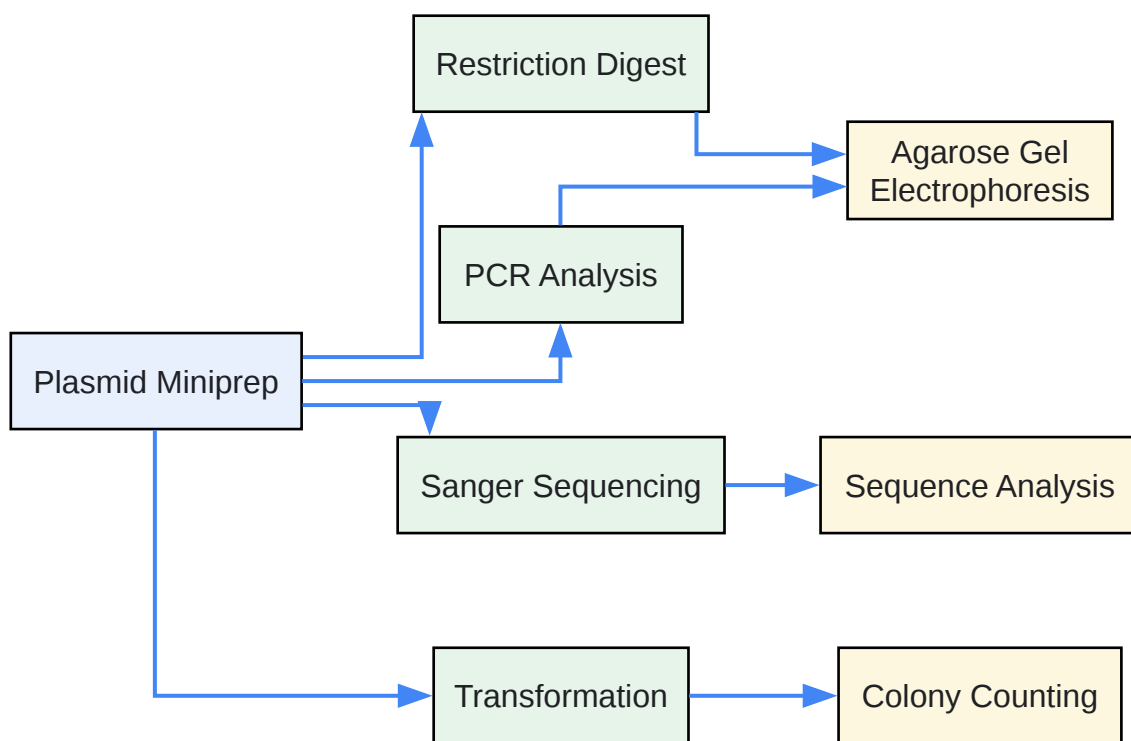 Restriction Digest
Agarose Gel
Electrophoresis
PCR Analysis
Plasmid Miniprep
Sanger Sequencing
Sequence Analysis
Transformation
Colony Counting